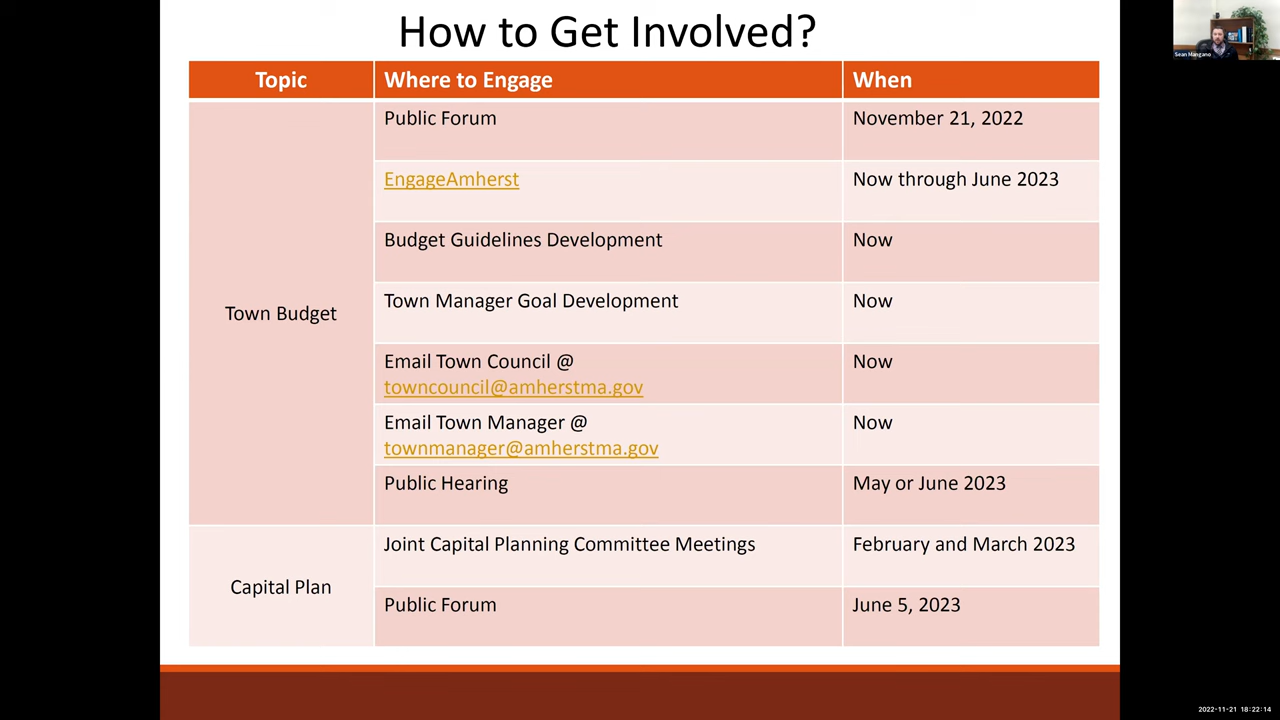 How to Get Involved?
Topic Where to Engage When
Town Budget
Public Forum November 21, 2022
EngageAmherst Now through June 2023
Budget Guidelines Development Now
Town Manager Goal Development Now
Email Town Council @ Now
towncouncil@amherstma.gov
Email Town Manager @ Now
townmanager@amherstma.gov
Public Hearing May or June 2023
Capital Plan
Joint Capital Planning Committee Meetings February and March 2023
Public Forum June 5, 2023
Sean Mangano
2022-11-21 18:22:14